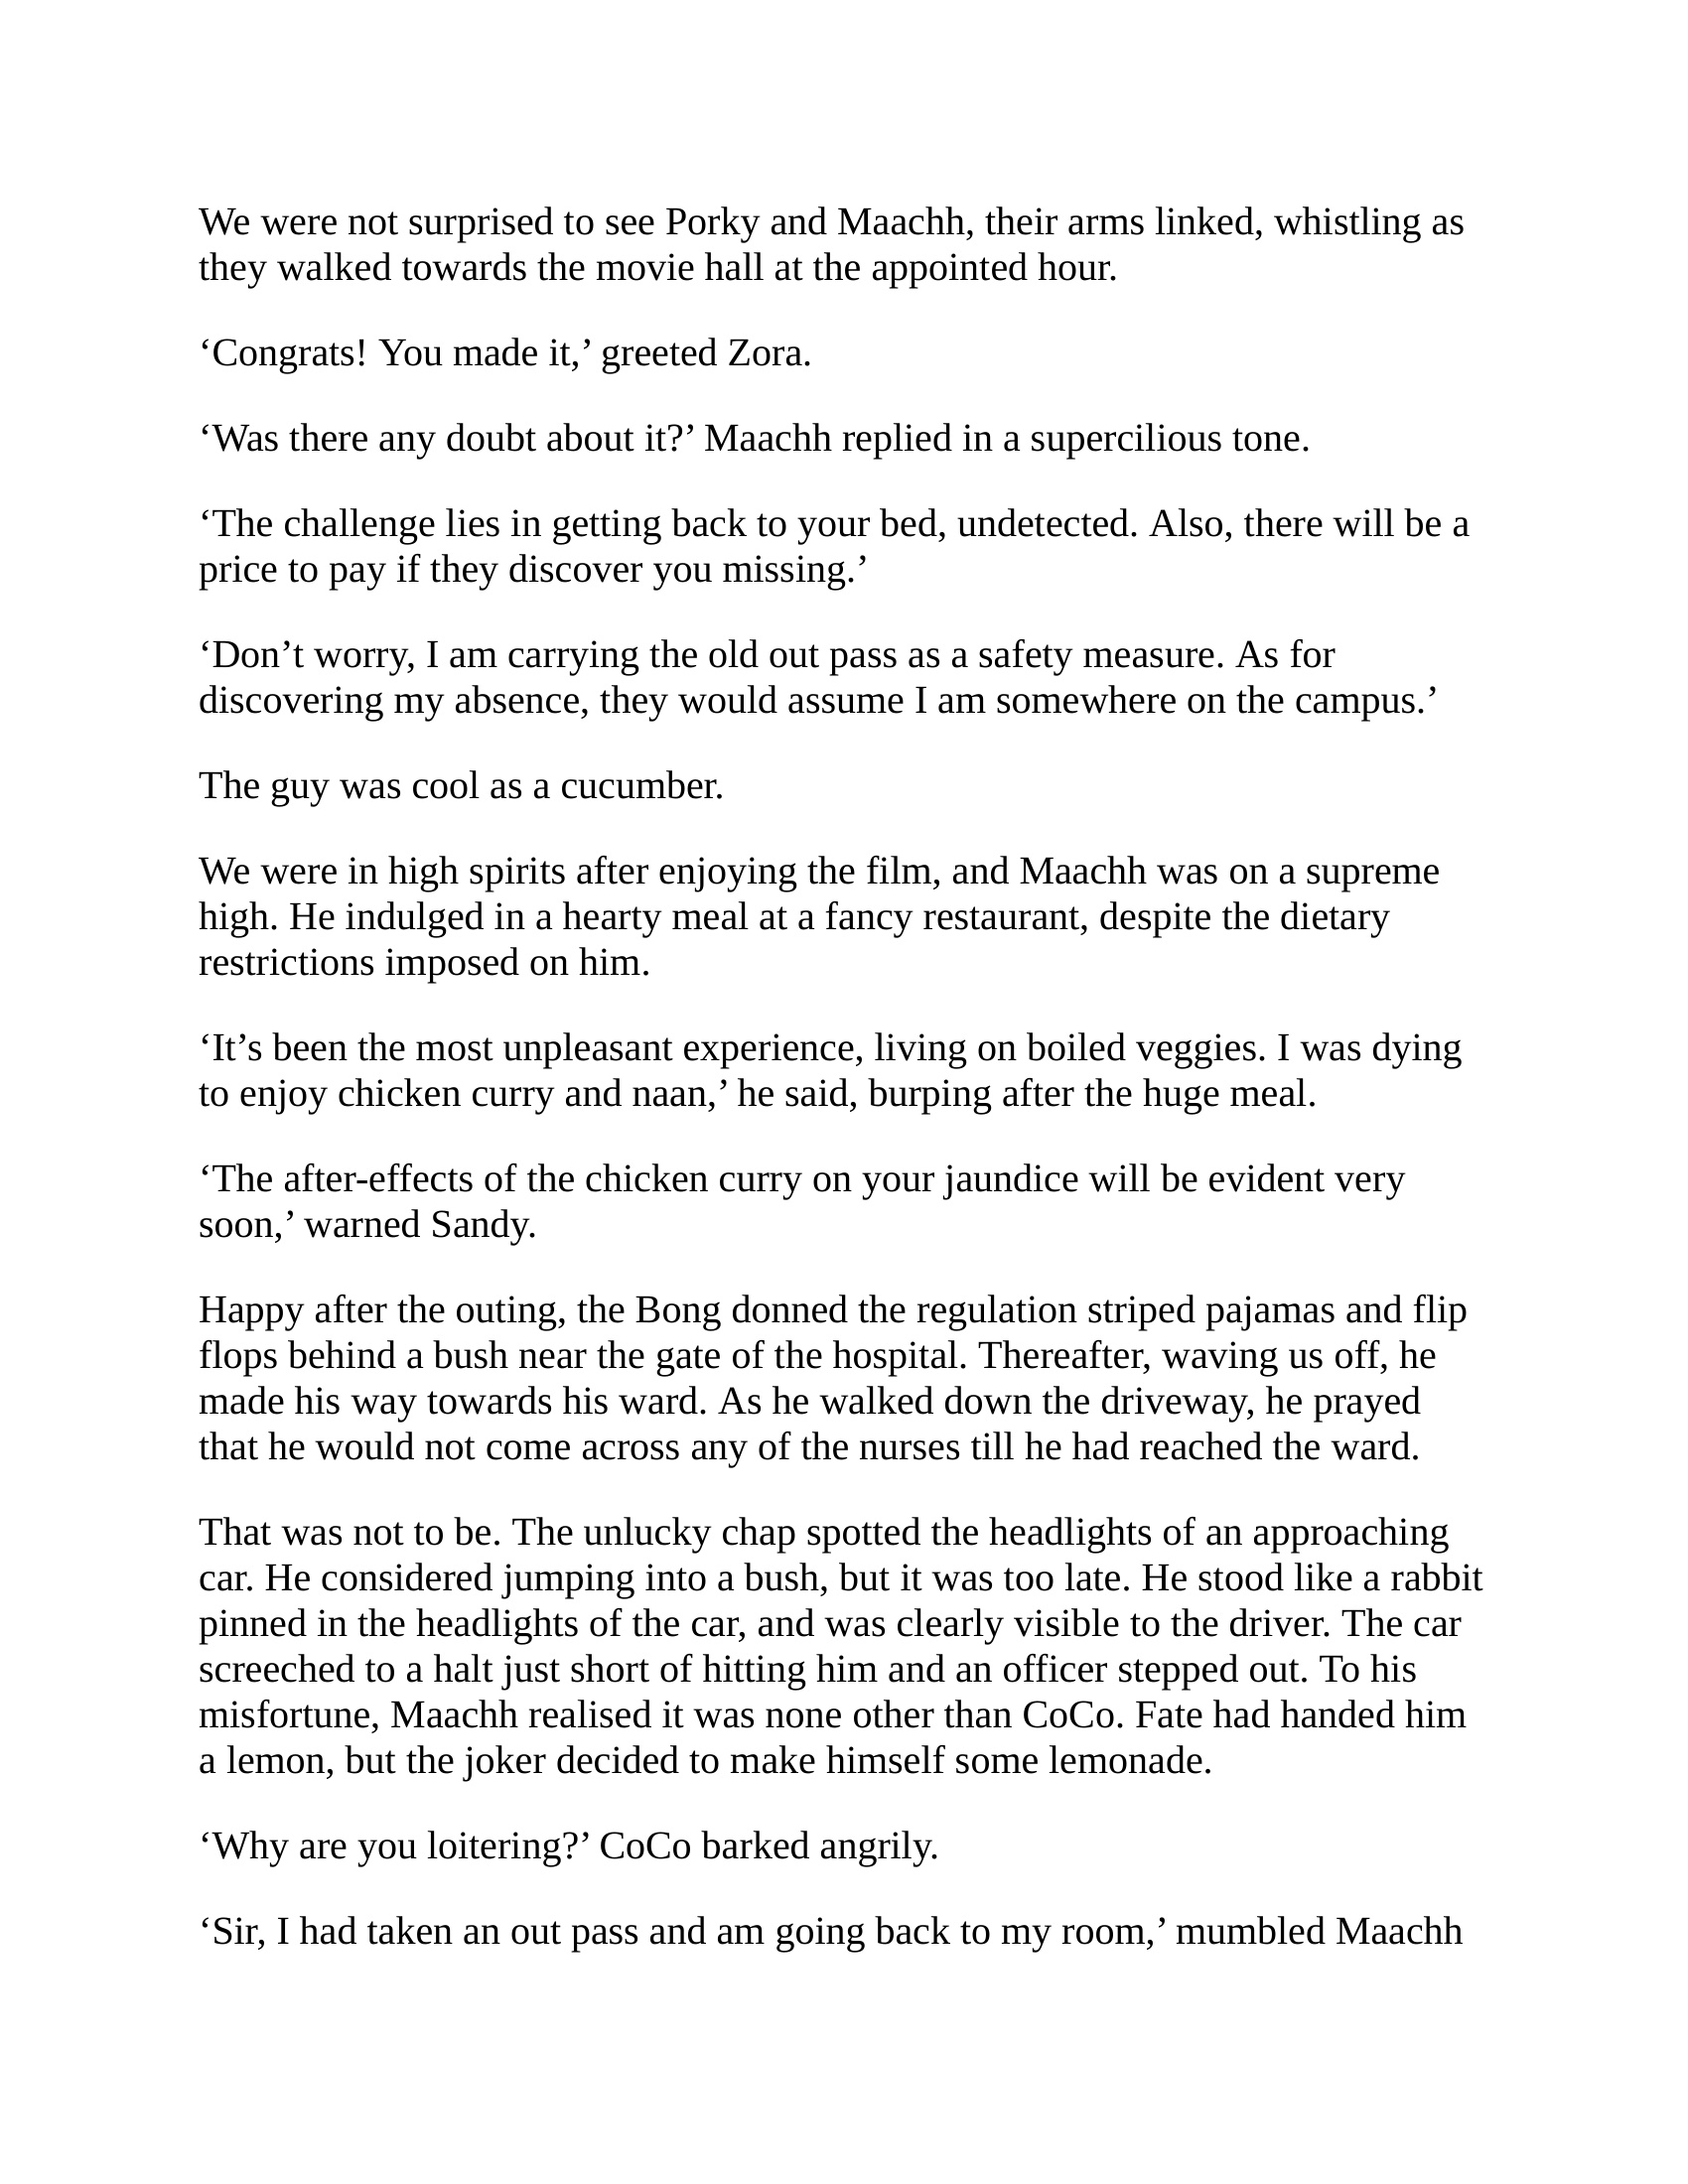 We were not surprised to see Porky and Maachh, their arms linked, whistling as
they walked towards the movie hall at the appointed hour.
‘Congrats! You made it,’ greeted Zora.
‘Was there any doubt about it?’ Maachh replied in a supercilious tone.
‘The challenge lies in getting back to your bed, undetected. Also, there will be a
price to pay if they discover you missing.’
‘Don’t worry, I am carrying the old out pass as a safety measure. As for
discovering my absence, they would assume I am somewhere on the campus.’
The guy was cool as a cucumber.
We were in high spirits after enjoying the film, and Maachh was on a supreme
high. He indulged in a hearty meal at a fancy restaurant, despite the dietary
restrictions imposed on him.
‘It’s been the most unpleasant experience, living on boiled veggies. I was dying
to enjoy chicken curry and naan,’ he said, burping after the huge meal.
‘The after-effects of the chicken curry on your jaundice will be evident very
soon,’ warned Sandy.
Happy after the outing, the Bong donned the regulation striped pajamas and flip
flops behind a bush near the gate of the hospital. Thereafter, waving us off, he
made his way towards his ward. As he walked down the driveway, he prayed
that he would not come across any of the nurses till he had reached the ward.
That was not to be. The unlucky chap spotted the headlights of an approaching
car. He considered jumping into a bush, but it was too late. He stood like a rabbit
pinned in the headlights of the car, and was clearly visible to the driver. The car
screeched to a halt just short of hitting him and an officer stepped out. To his
misfortune, Maachh realised it was none other than CoCo. Fate had handed him
a lemon, but the joker decided to make himself some lemonade.
‘Why are you loitering?’ CoCo barked angrily.
‘Sir, I had taken an out pass and am going back to my room,’ mumbled Maachh